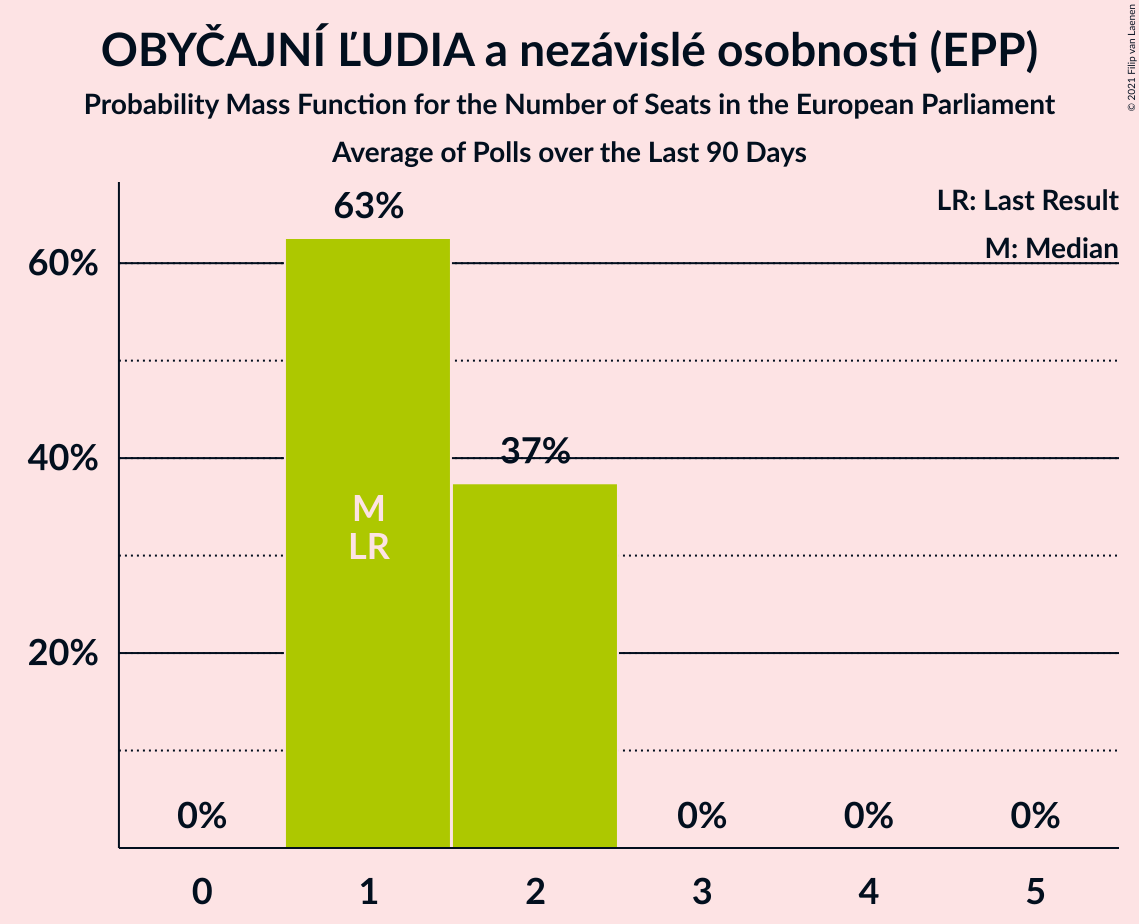 OBYČAJNÍ ĽUDIA a nezávislé osobnosti (EPP)
Probability Mass Function for the Number of Seats in the European Parliament
Average of Polls over the Last 90 Days
© 2021 Filip van Laenen
LR: Last Result
M: Median
63%
60%
40%
37%
M
LR
20%
0%
0%
0%
0%
0
1
2
3
4
5